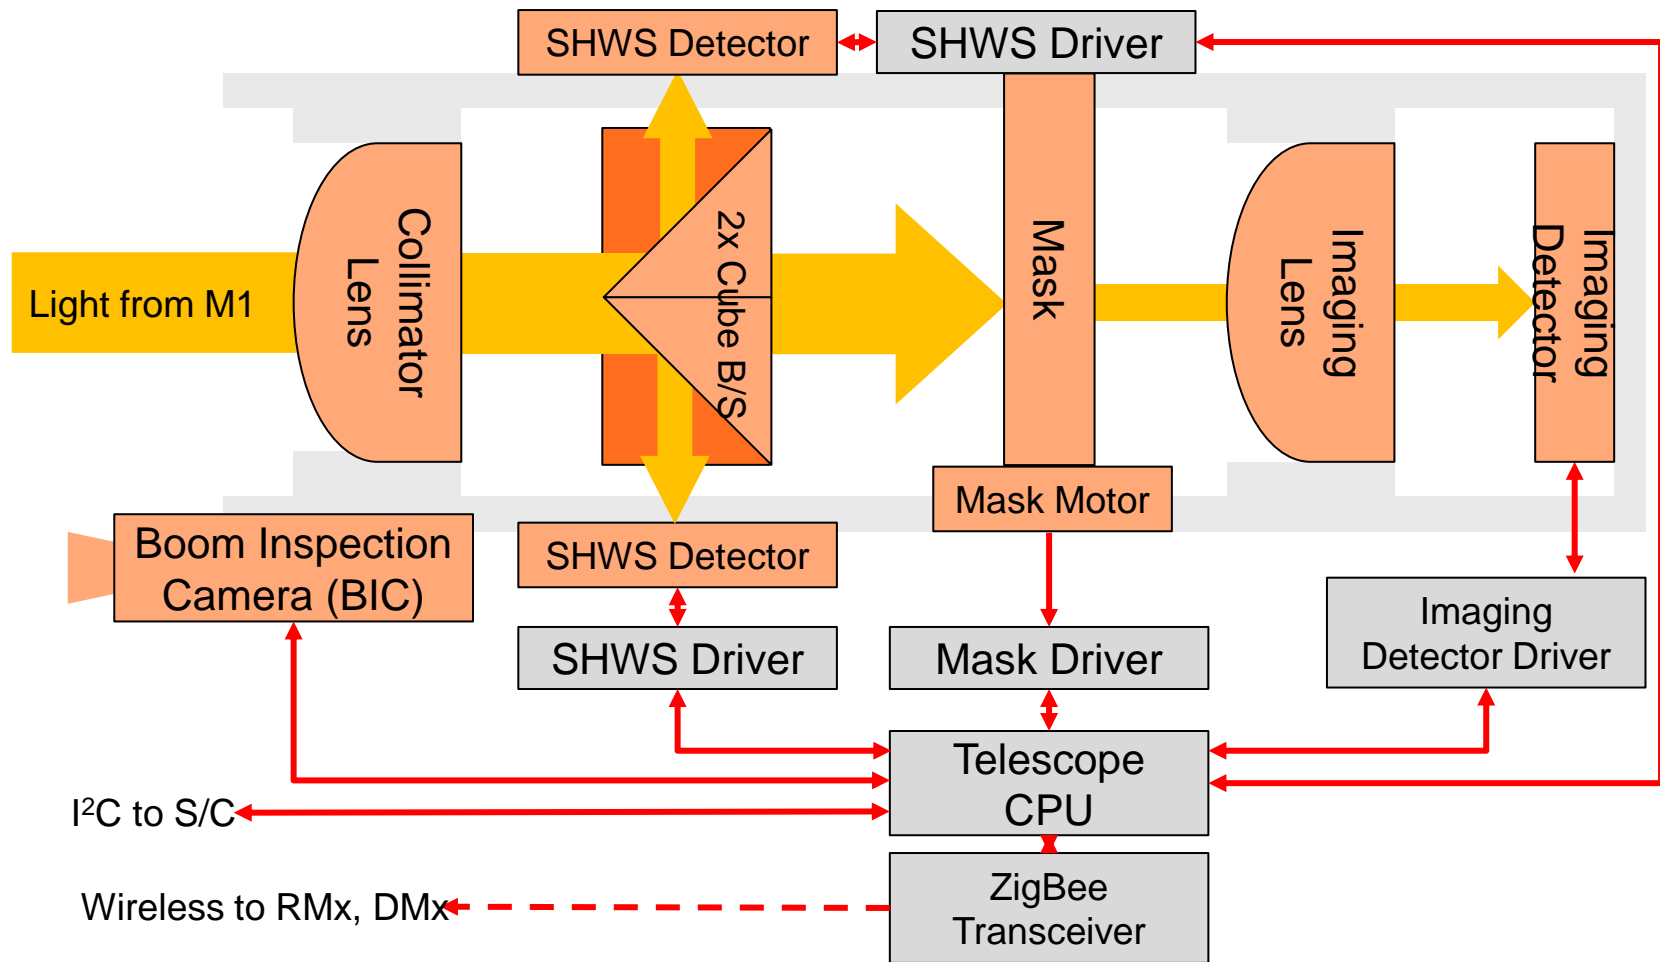 SHWS Detector
SHWS Driver
Light from M1
Collimator
Lens
2x Cube B/S
Mask
Imaging
Lens
Imaging
Detector
Mask Motor
Boom Inspection
Camera (BIC)
SHWS Detector
SHWS Driver
Mask Driver
Imaging
Detector Driver
Telescope
CPU
I²C to S/C
ZigBee
Transceiver
Wireless to RMx, DMx